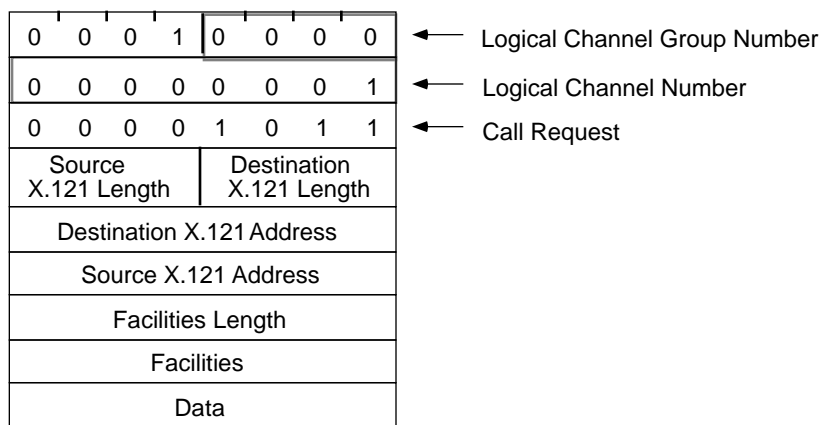 0 0 0 1 0 0 0 0 Logical Channel Group Number
0 0 0 0 0 0 0 1 Logical Channel Number
0 0 0 0 1 0 1 1 Call Request
Source X.121 Length
Destination X.121 Length
Destination X.121 Address
Source X.121 Address
Facilities Length
Facilities
Data